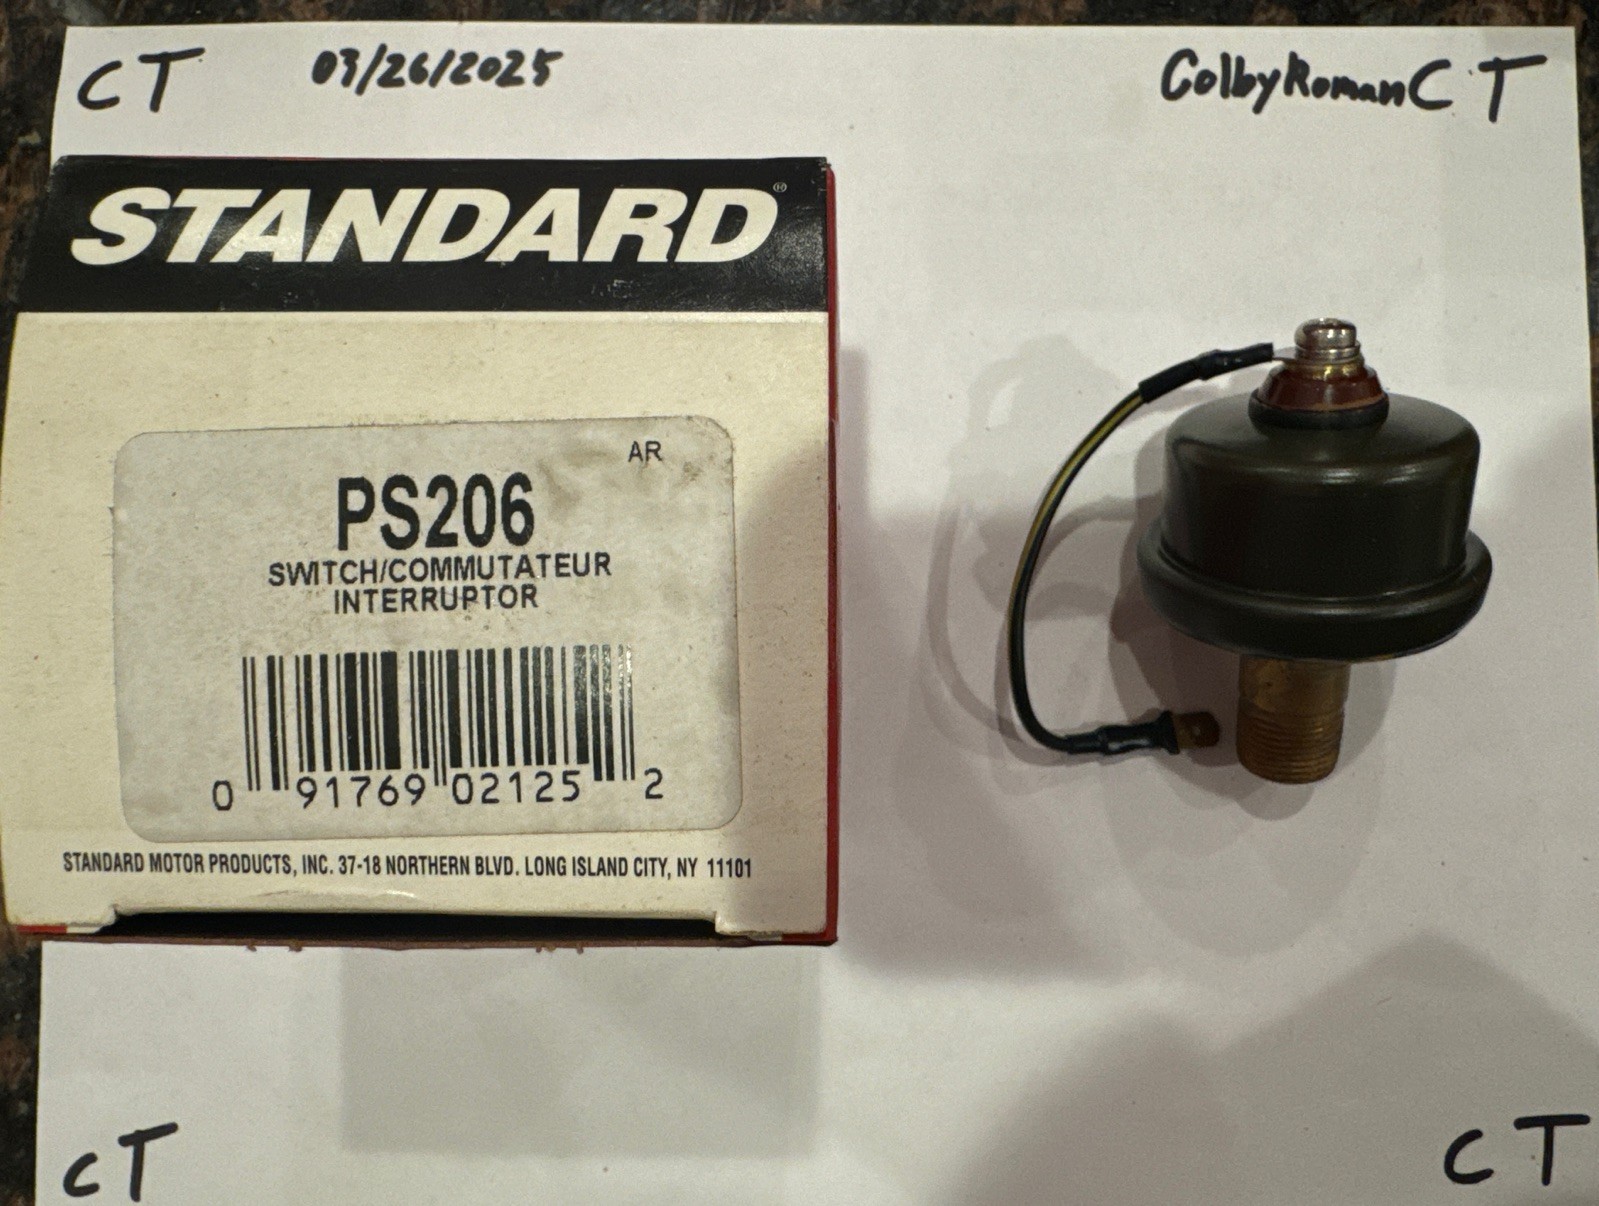 CT 03/26/2025 ColbyRomanCT
STANDARD®
AR
PS206
SWITCH/COMMUTATEUR
INTERRUPTOR
0 91769 02125 2
STANDARD MOTOR PRODUCTS, INC. 37-18 NORTHERN BLVD. LONG ISLAND CITY, NY 11101
CT CT